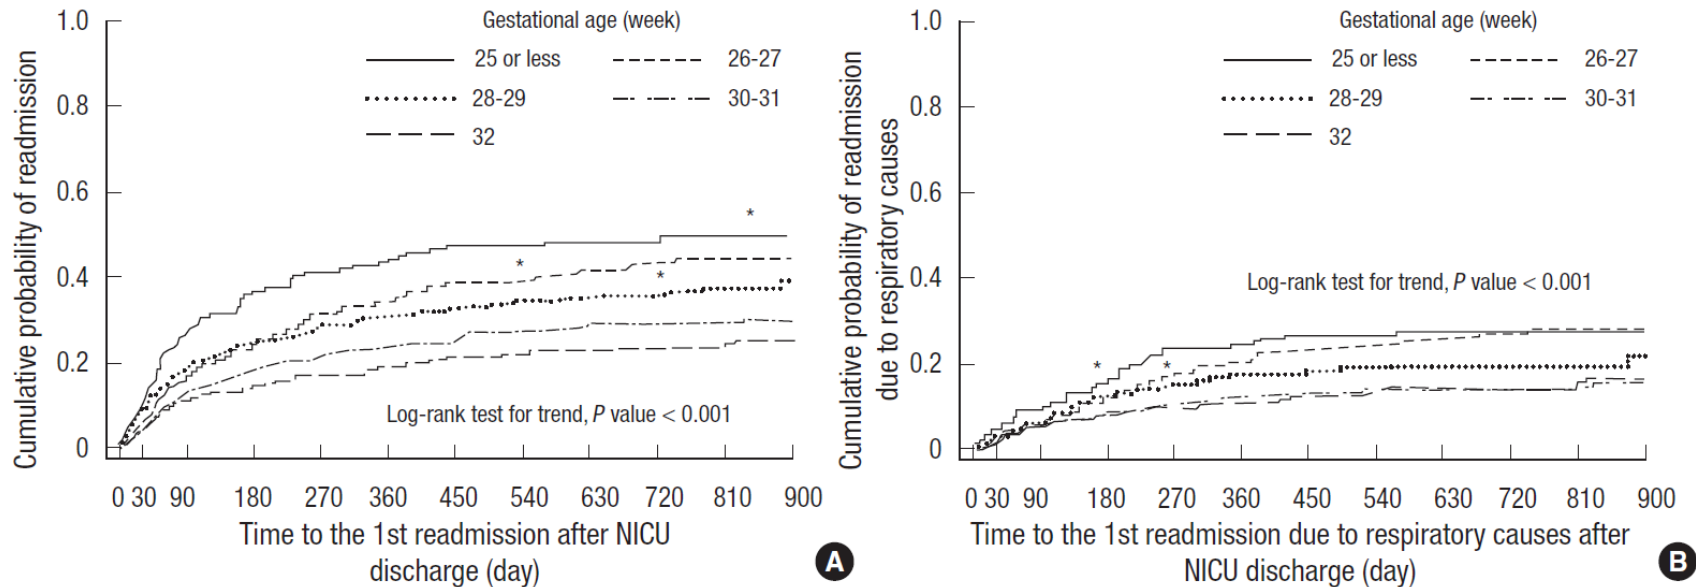 Cumulative probability of readmission
1.0
0.8
0.6
0.4
0.2
0
Gestational age (week)
25 or less
26-27
28-29
30-31
32
*
*
*
Log-rank test for trend, P value < 0.001
0 30 90 180 270 360 450 540 630 720 810 900
Time to the 1st readmission after NICU
discharge (day)
A
Cumulative probability of readmission
due to respiratory causes
1.0
0.8
0.6
0.4
0.2
0
Gestational age (week)
25 or less
26-27
28-29
30-31
32
Log-rank test for trend, P value < 0.001
*
*
0 30 90 180 270 360 450 540 630 720 810 900
Time to the 1st readmission due to respiratory causes after
NICU discharge (day)
B